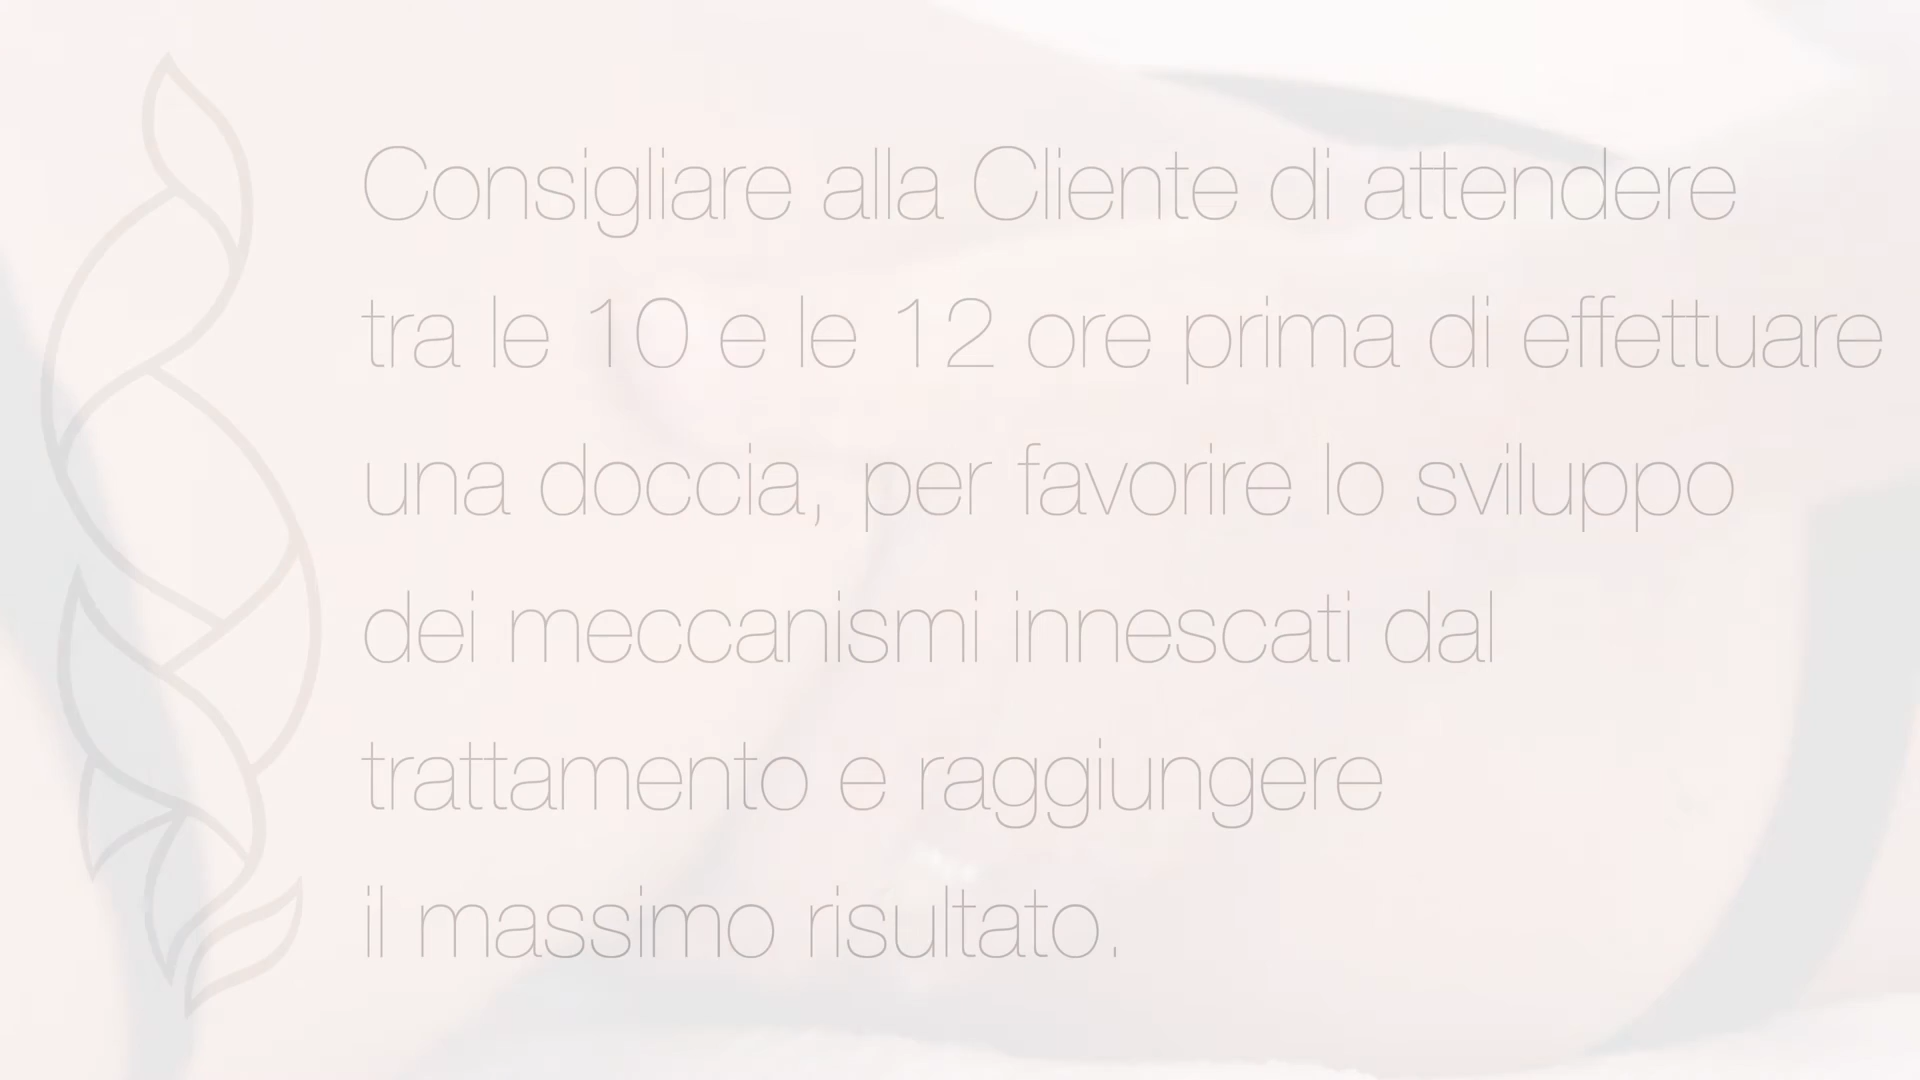 Consigliare alla Cliente di attendere
tra le 10 e le 12 ore prima di effettuare
una doccia, per favorire lo sviluppo
dei meccanismi innescati dal
trattamento e raggiungere
il massimo risultato.